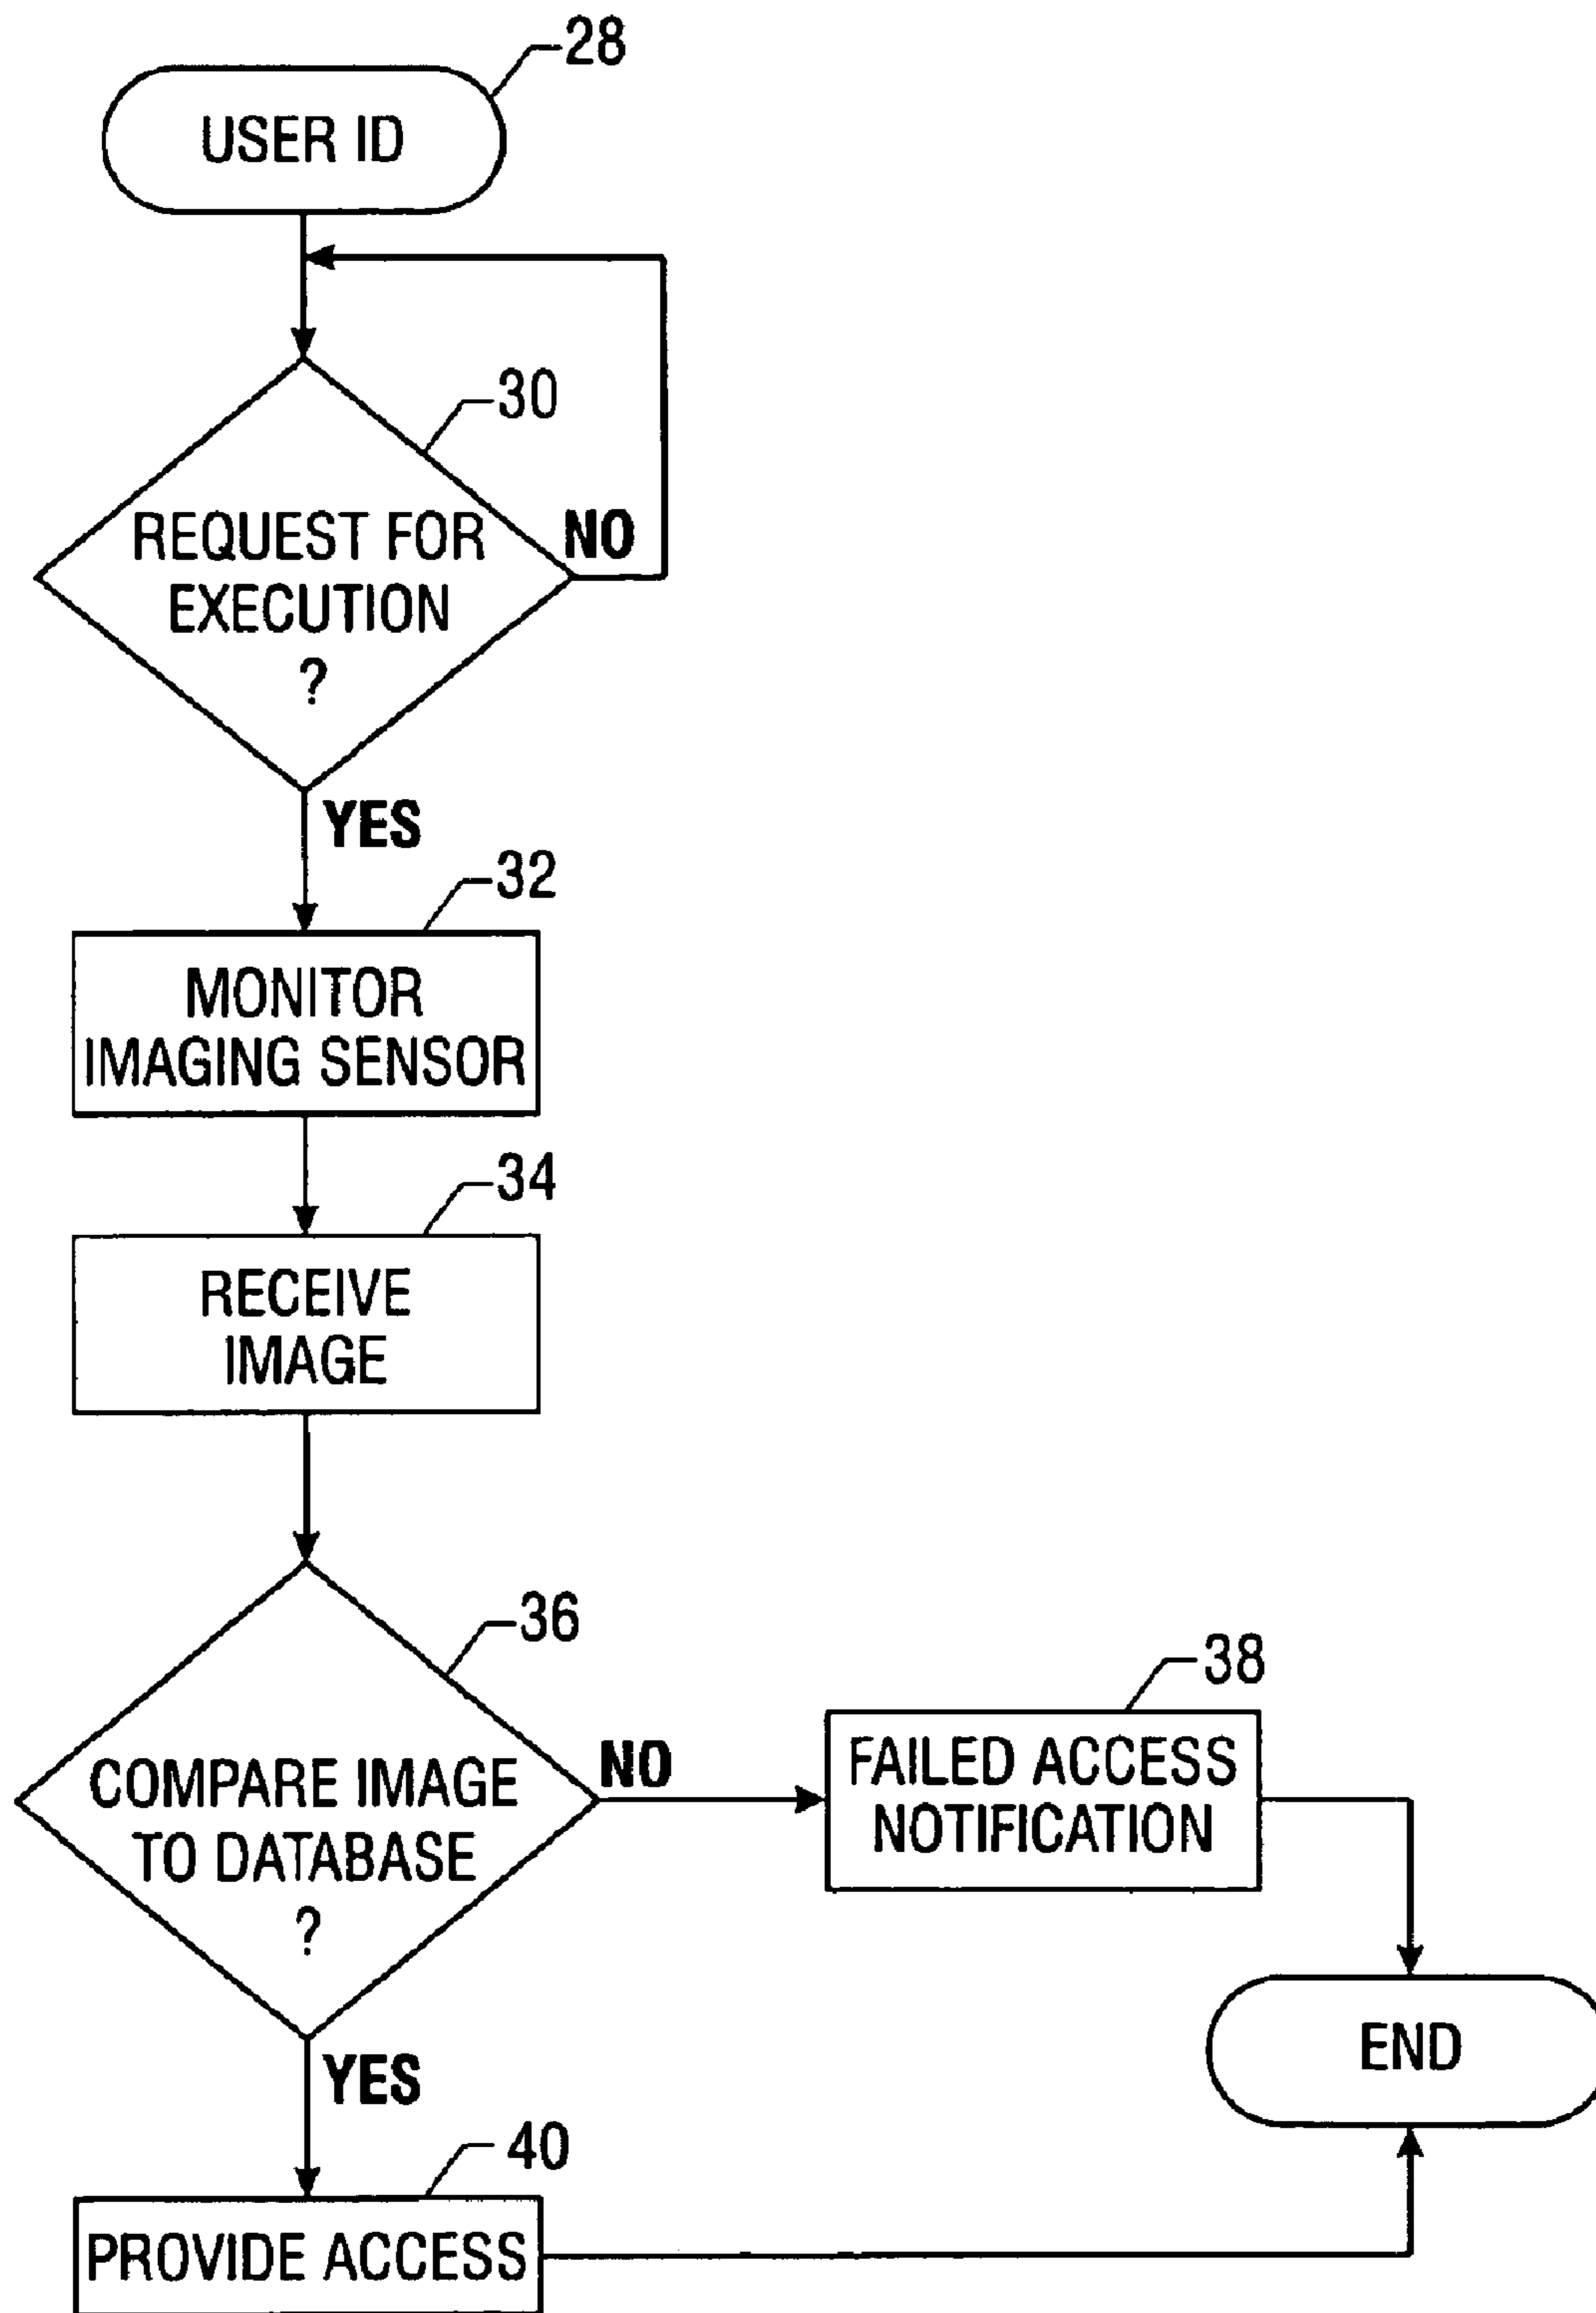 28
USER ID
30
REQUEST FOR
EXECUTION
?
NO
YES
32
MONITOR
IMAGING SENSOR
34
RECEIVE
IMAGE
36
COMPARE IMAGE
TO DATABASE
?
NO
38
FAILED ACCESS
NOTIFICATION
END
YES
40
PROVIDE ACCESS